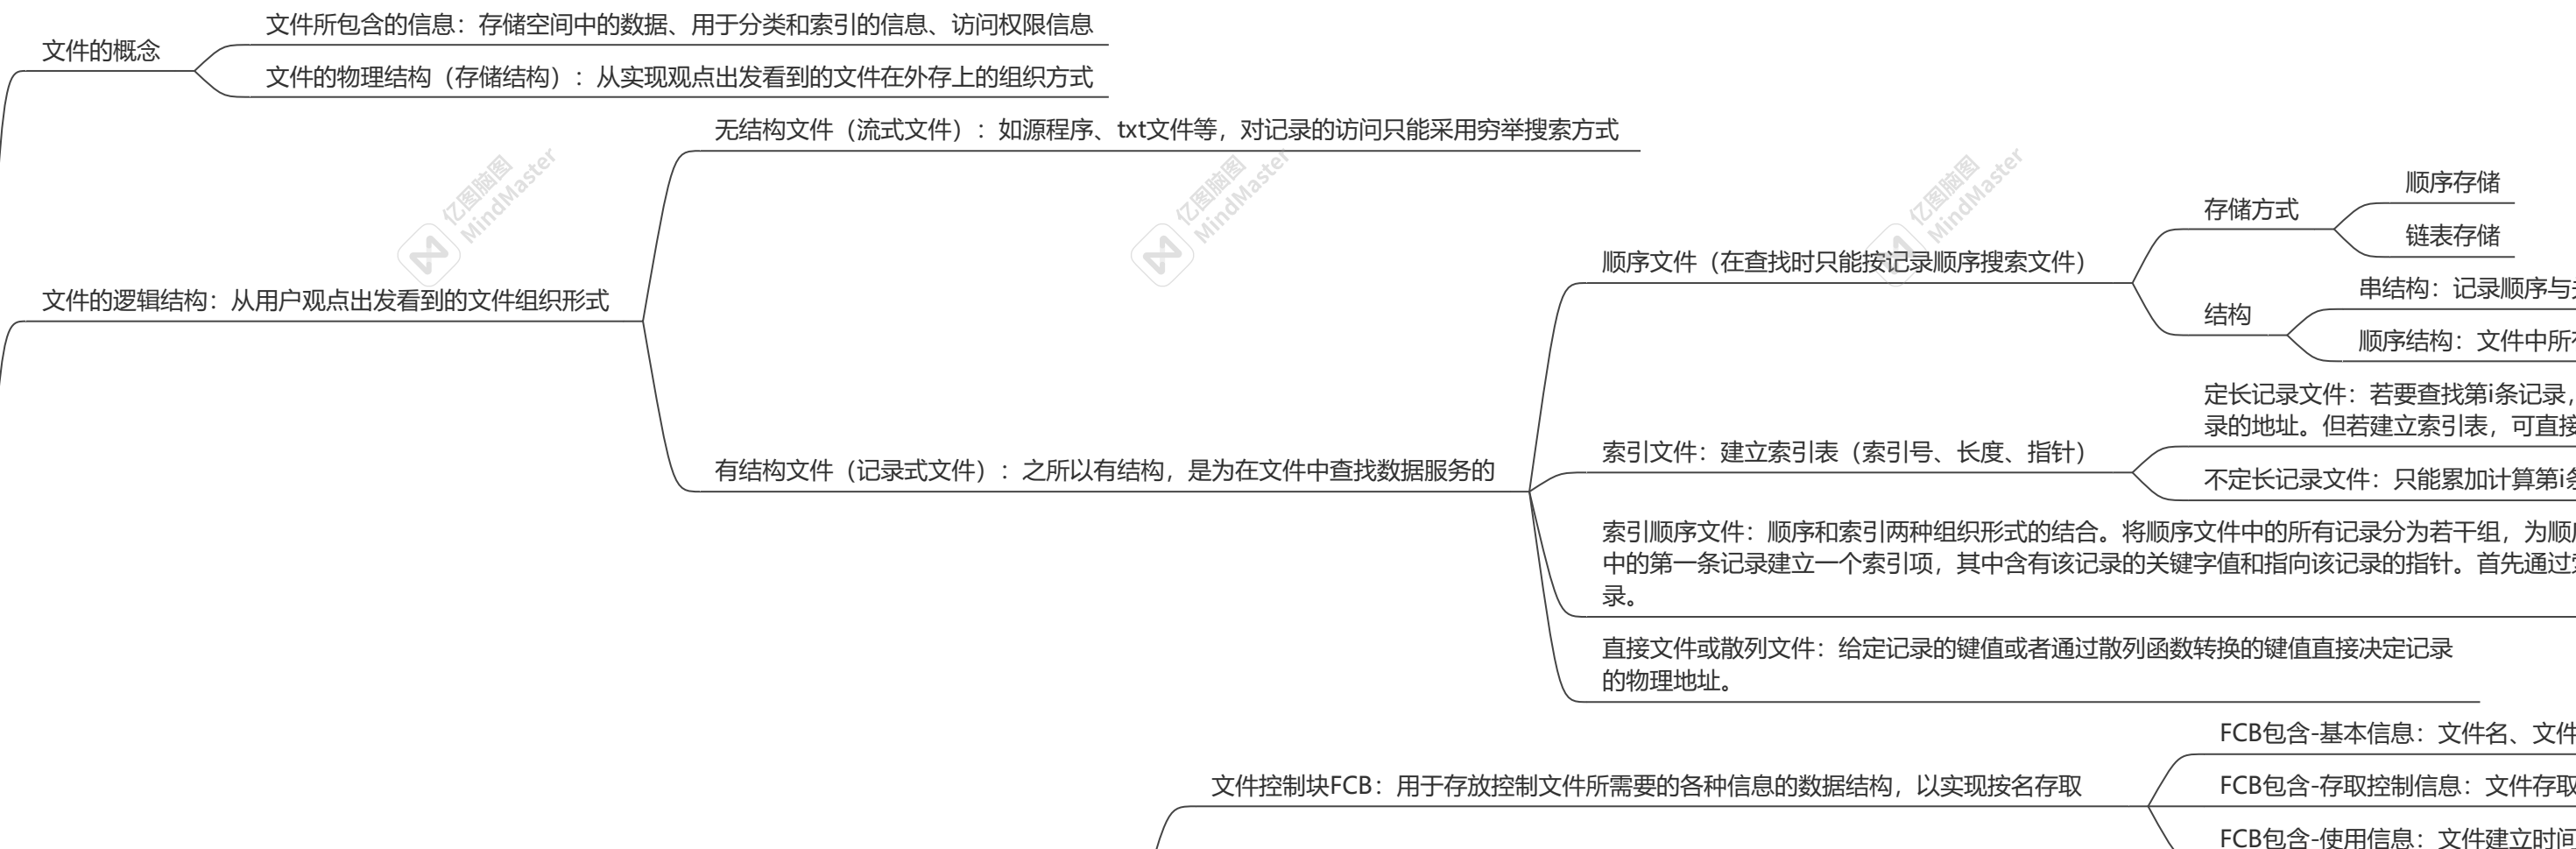 文件的概念
文件所包含的信息：存储空间中的数据、用于分类和索引的信息、访问权限信息
文件的物理结构（存储结构）：从实现观点出发看到的文件在外存上的组织方式
文件的逻辑结构：从用户观点出发看到的文件组织形式
无结构文件（流式文件）：如源程序、txt文件等，对记录的访问只能采用穷举搜索方式
有结构文件（记录式文件）：之所以有结构，是为在文件中查找数据服务的
顺序文件（在查找时只能按记录顺序搜索文件）
存储方式
顺序存储
链表存储
结构
串结构：记录顺序与
顺序结构：文件中所
索引文件：建立索引表（索引号、长度、指针）
定长记录文件：若要查找第i条记录，
录的地址。但若建立索引表，可直接
不定长记录文件：只能累加计算第i
索引顺序文件：顺序和索引两种组织形式的结合。将顺序文件中的所有记录分为若干组，为顺
中的第一条记录建立一个索引项，其中含有该记录的关键字值和指向该记录的指针。首先通过
录。
直接文件或散列文件：给定记录的键值或者通过散列函数转换的键值直接决定记录
的物理地址。
文件控制块FCB：用于存放控制文件所需要的各种信息的数据结构，以实现按名存取
FCB包含-基本信息：文件名、文件
FCB包含-存取控制信息：文件存取
FCB包含-使用信息：文件建立时间
亿图脑图
MindMaster
亿图脑图
MindMaster
亿图脑图
MindMaster